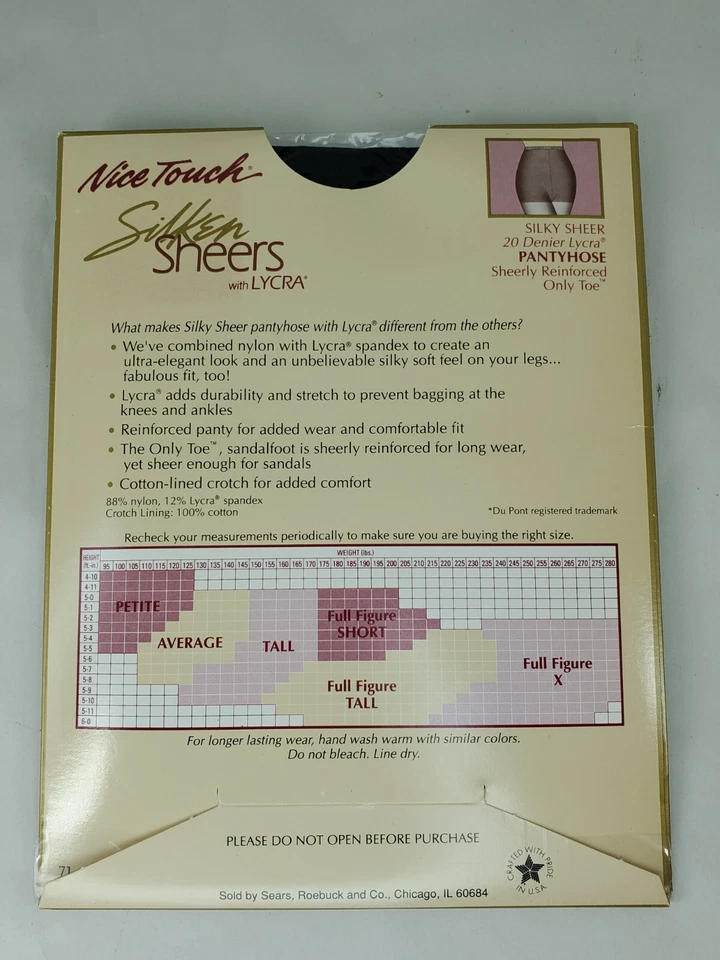 Nice Touch®
Silken
Sheers
with LYCRA®
SILKY SHEER
20 Denier Lycra®
PANTYHOSE
Sheerly Reinforced
Only Toe™
What makes Silky Sheer pantyhose with Lycra® different from the others?
• We've combined nylon with Lycra® spandex to create an
ultra-elegant look and an unbelievable silky soft feel on your legs...
fabulous fit, too!
• Lycra® adds durability and stretch to prevent bagging at the
knees and ankles
• Reinforced panty for added wear and comfortable fit
• The Only Toe™, sandalfoot is sheerly reinforced for long wear,
yet sheer enough for sandals
• Cotton-lined crotch for added comfort
88% nylon, 12% Lycra® spandex
Crotch Lining: 100% cotton
*Du Pont registered trademark
Recheck your measurements periodically to make sure you are buying the right size.
HEIGHT
(ft.-in.)
WEIGHT (lbs.)
95 100 105 110 115 120 125 130 135 140 145 150 155 160 165 170 175 180 185 190 195 200 205 210 215 220 225 230 235 240 245 250 255 260 265 270 275 280
4-10
4-11
5-0
5-1
5-2
5-3
5-4
5-5
5-6
5-7
5-8
5-9
5-10
5-11
6-0
PETITE
AVERAGE
TALL
Full Figure
SHORT
Full Figure
TALL
Full Figure
X
For longer lasting wear, hand wash warm with similar colors.
Do not bleach. Line dry.
PLEASE DO NOT OPEN BEFORE PURCHASE
71
CRAFTED WITH PRIDE
IN U.S.A.
Sold by Sears, Roebuck and Co., Chicago, IL 60684